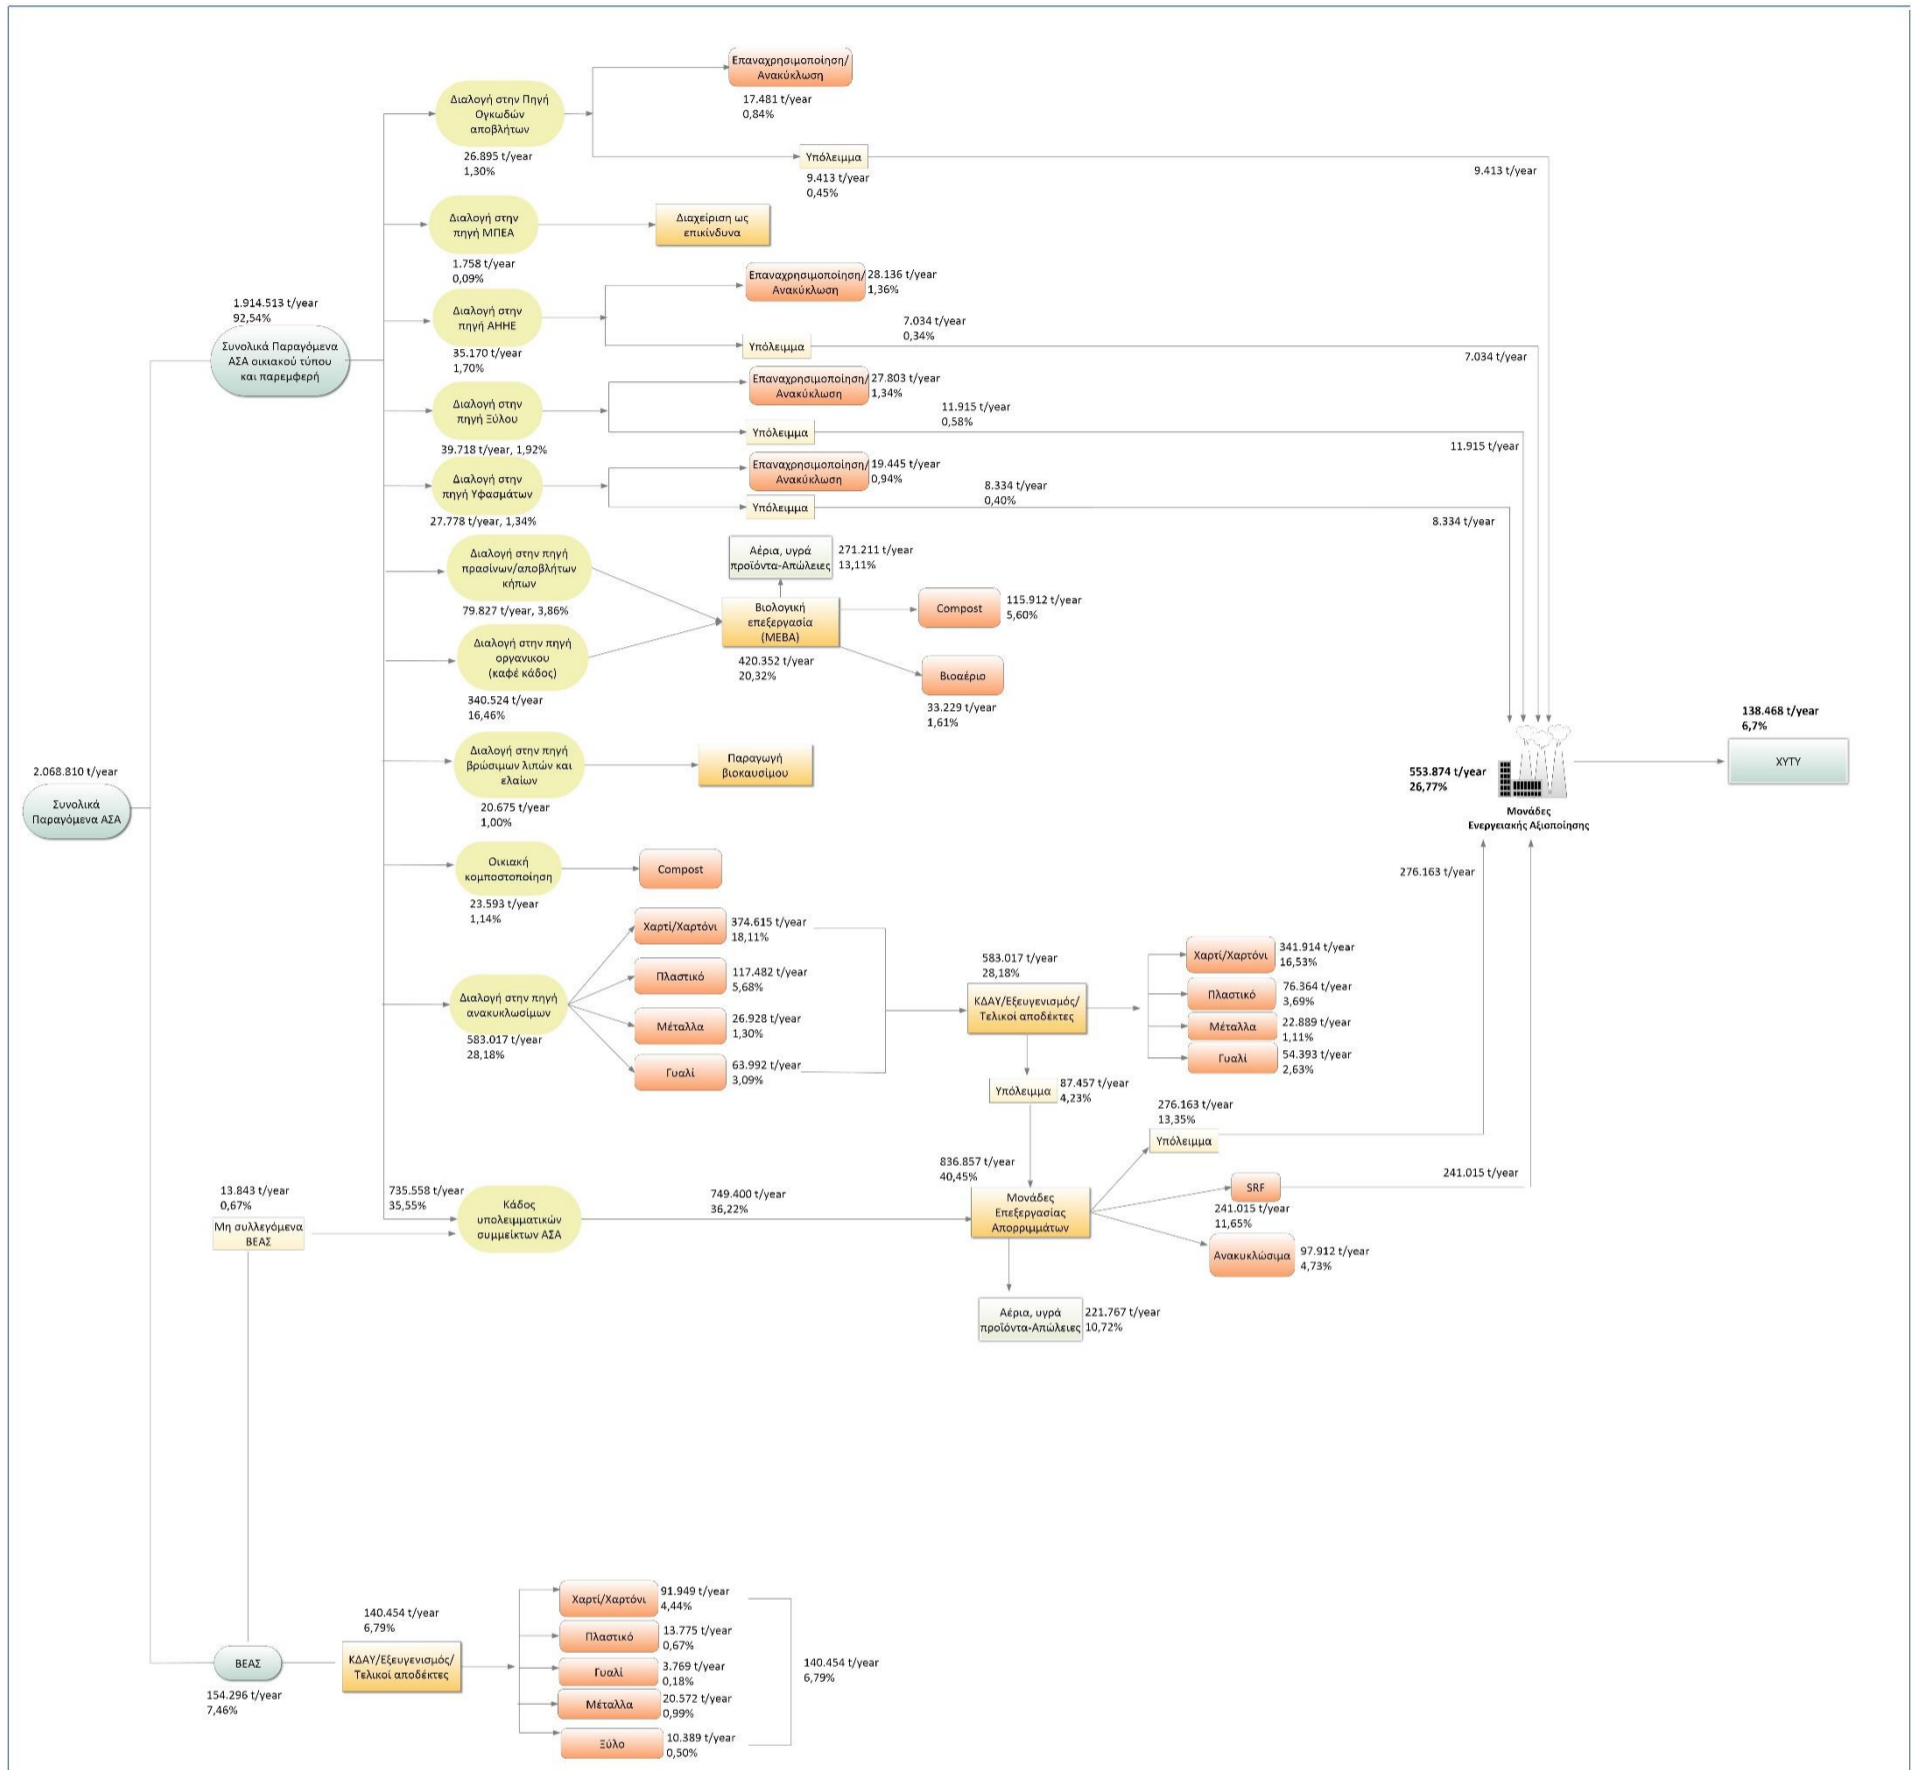 Επαναχρησιμοποίηση/
Ανακύκλωση
17.481 t/year
0,84%
Διαλογή στην Πηγή
Ογκωδών
αποβλήτων
26.895 t/year
1,30%
Υπόλειμμα
9.413 t/year
0,45%
9.413 t/year
Διαλογή στην
πηγή ΜΠΕΑ
1.758 t/year
0,09%
Διαχείριση ως
επικίνδυνα
1.914.513 t/year
92,54%
Συνολικά Παραγόμενα
ΑΣΑ οικιακού τύπου
και παρεμφερή
Διαλογή στην
πηγή ΑΗΗΕ
35.170 t/year
1,70%
Επαναχρησιμοποίηση/
Ανακύκλωση
28.136 t/year
1,36%
Υπόλειμμα
7.034 t/year
0,34%
7.034 t/year
Διαλογή στην
πηγή Ξύλου
39.718 t/year, 1,92%
Επαναχρησιμοποίηση/
Ανακύκλωση
27.803 t/year
1,34%
Υπόλειμμα
11.915 t/year
0,58%
11.915 t/year
Διαλογή στην
πηγή Υφασμάτων
27.778 t/year, 1,34%
Επαναχρησιμοποίηση/
Ανακύκλωση
19.445 t/year
0,94%
Υπόλειμμα
8.334 t/year
0,40%
8.334 t/year
Διαλογή στην πηγή
πρασίνων/αποβλήτων
κήπων
79.827 t/year, 3,86%
Αέρια, υγρά
προϊόντα-Απώλειες
271.211 t/year
13,11%
Βιολογική
επεξεργασία
(ΜΕΒΑ)
420.352 t/year
20,32%
Compost
115.912 t/year
5,60%
Διαλογή στην πηγή
οργανικου
(καφέ κάδος)
340.524 t/year
16,46%
Βιοαέριο
33.229 t/year
1,61%
Διαλογή στην πηγή
βρώσιμων λιπών και
ελαίων
20.675 t/year
1,00%
Παραγωγή
βιοκαυσίμου
2.068.810 t/year
Συνολικά
Παραγόμενα ΑΣΑ
553.874 t/year
26,77%
Μονάδες
Ενεργειακής Αξιοποίησης
138.468 t/year
6,7%
ΧΥΤΥ
Οικιακή
κομποστοποίηση
23.593 t/year
1,14%
Compost
276.163 t/year
Διαλογή στην πηγή
ανακυκλωσίμων
583.017 t/year
28,18%
Χαρτί/Χαρτόνι
374.615 t/year
18,11%
Πλαστικό
117.482 t/year
5,68%
Μέταλλα
26.928 t/year
1,30%
Γυαλί
63.992 t/year
3,09%
583.017 t/year
28,18%
ΚΔΑΥ/Εξευγενισμός/
Τελικοί αποδέκτες
Χαρτί/Χαρτόνι
341.914 t/year
16,53%
Πλαστικό
76.364 t/year
3,69%
Μέταλλα
22.889 t/year
1,11%
Γυαλί
54.393 t/year
2,63%
Υπόλειμμα
87.457 t/year
4,23%
276.163 t/year
13,35%
Υπόλειμμα
836.857 t/year
40,45%
Μονάδες
Επεξεργασίας
Απορριμμάτων
SRF
241.015 t/year
11,65%
241.015 t/year
Ανακυκλώσιμα
97.912 t/year
4,73%
13.843 t/year
0,67%
Μη συλλεγόμενα
ΒΕΑΣ
735.558 t/year
35,55%
Κάδος
υπολειμματικών
συμμείκτων ΑΣΑ
749.400 t/year
36,22%
Αέρια, υγρά
προϊόντα-Απώλειες
221.767 t/year
10,72%
ΒΕΑΣ
154.296 t/year
7,46%
140.454 t/year
6,79%
ΚΔΑΥ/Εξευγενισμός/
Τελικοί αποδέκτες
Χαρτί/Χαρτόνι
91.949 t/year
4,44%
Πλαστικό
13.775 t/year
0,67%
Γυαλί
3.769 t/year
0,18%
Μέταλλα
20.572 t/year
0,99%
Ξύλο
10.389 t/year
0,50%
140.454 t/year
6,79%